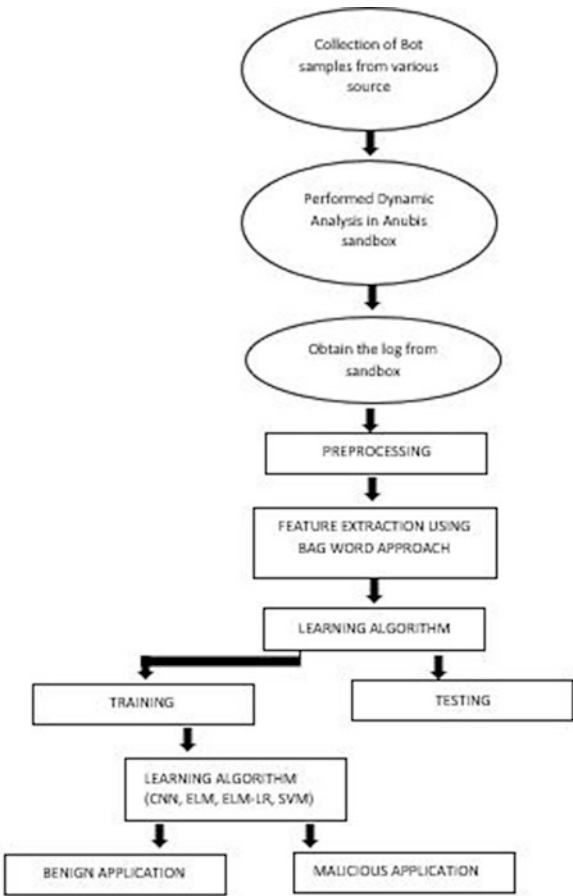 Collection of Bot
samples from various
source
Performed Dynamic
Analysis in Anubis
sandbox
Obtain the log from
sandbox
PREPROCESSING
FEATURE EXTRACTION USING
BAG WORD APPROACH
LEARNING ALGORITHM
TRAINING
TESTING
LEARNING ALGORITHM
(CNN, ELM, ELM-LR, SVM)
BENIGN APPLICATION
MALICIOUS APPLICATION